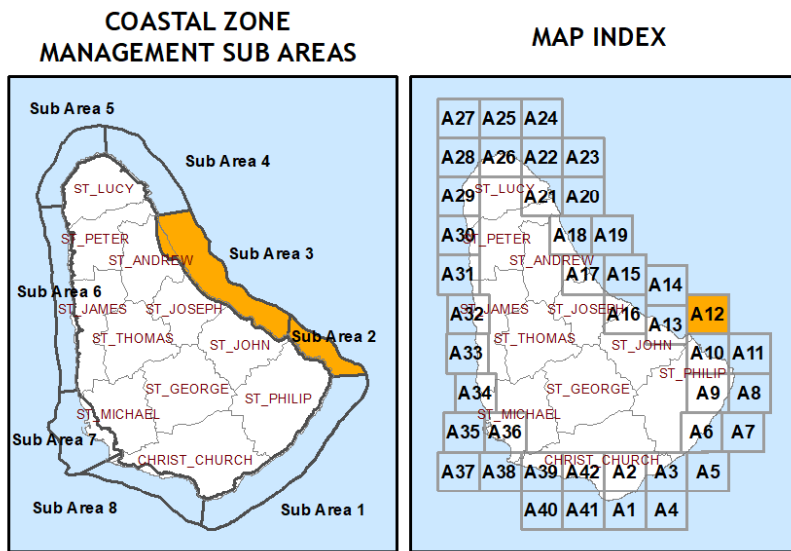 COASTAL ZONE
MANAGEMENT SUB AREAS
Sub Area 5
Sub Area 4
ST_LUCY
ST_PETER
Sub Area 3
ST_ANDREW
Sub Area 6
ST_JAMES
ST_JOSEPH
Sub Area 2
ST_THOMAS
ST_JOHN
ST_GEORGE
ST_PHILIP
ST_MICHAEL
Sub Area 7
CHRIST_CHURCH
Sub Area 8
Sub Area 1
MAP INDEX
A27 A25 A24
A28 A26 A22 A23
ST_LUCY
A29 A21 A20
A30 A18 A19
ST_PETER
ST_ANDREW
A31 A17 A15
A14
A32 A16 A13 A12
ST_JAMES ST_JOSEPH
ST_THOMAS ST_JOHN
A33 A10 A11
ST_PHILIP
ST_GEORGE
A34 A9 A8
ST_MICHAEL
A35 A36 A6 A7
CHRIST_CHURCH
A37 A38 A39 A42 A2 A3 A5
A40 A41 A1 A4